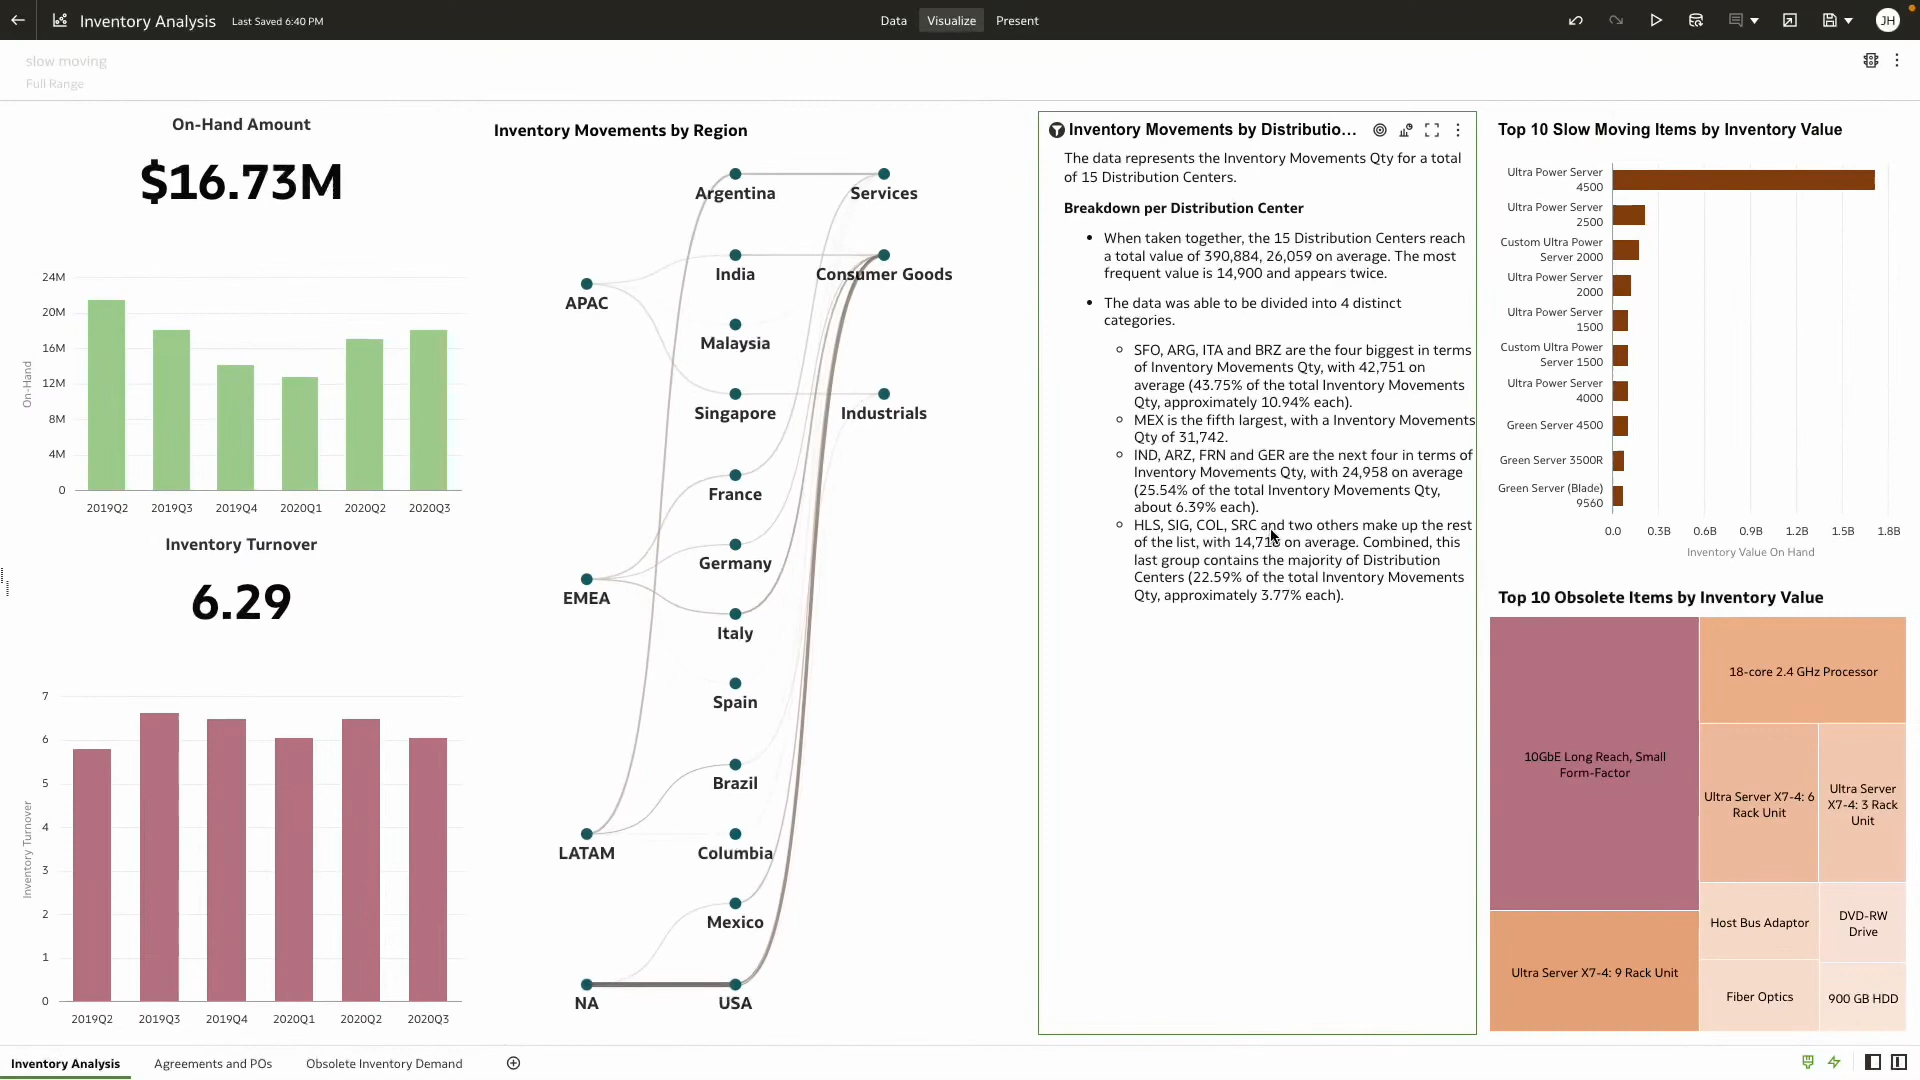 Inventory Analysis
Last Saved 6:40 PM
Data
Visualize
Present
JH
slow moving
Full Range
On-Hand Amount
$16.73M
24M
20M
16M
12M
8M
4M
0
On-Hand
2019Q2
2019Q3
2019Q4
2020Q1
2020Q2
2020Q3
Inventory Turnover
6.29
7
6
5
4
3
2
1
0
Inventory Turnover
2019Q2
2019Q3
2019Q4
2020Q1
2020Q2
2020Q3
Inventory Movements by Region
APAC
EMEA
LATAM
NA
Argentina
India
Malaysia
Singapore
France
Germany
Italy
Spain
Brazil
Columbia
Mexico
USA
Services
Consumer Goods
Industrials
Inventory Movements by Distributio...
The data represents the Inventory Movements Qty for a total
of 15 Distribution Centers.
Breakdown per Distribution Center
• When taken together, the 15 Distribution Centers reach
a total value of 390,884, 26,059 on average. The most
frequent value is 14,900 and appears twice.
• The data was able to be divided into 4 distinct
categories.
SFO, ARG, ITA and BRZ are the four biggest in terms
of Inventory Movements Qty, with 42,751 on
average (43.75% of the total Inventory Movements
Qty, approximately 10.94% each).
MEX is the fifth largest, with a Inventory Movements
Qty of 31,742.
IND, ARZ, FRN and GER are the next four in terms of
Inventory Movements Qty, with 24,958 on average
(25.54% of the total Inventory Movements Qty,
about 6.39% each).
HLS, SIG, COL, SRC and two others make up the rest
of the list, with on average. Combined, this
last group contains the majority of Distribution
Centers (22.59% of the total Inventory Movements
Qty, approximately 3.77% each).
Top 10 Slow Moving Items by Inventory Value
Ultra Power Server
4500
Ultra Power Server
2500
Custom Ultra Power
Server 2000
Ultra Power Server
2000
Ultra Power Server
1500
Custom Ultra Power
Server 1500
Ultra Power Server
4000
Green Server 4500
Green Server 3500R
Green Server (Blade)
9560
0.0
0.3B
0.6B
0.9B
1.2B
1.5B
1.8B
Inventory Value On Hand
Top 10 Obsolete Items by Inventory Value
10GbE Long Reach, Small
Form-Factor
Ultra Server X7-4: 9 Rack Unit
18-core 2.4 GHz Processor
Ultra Server X7-4: 6
Rack Unit
Ultra Server
X7-4: 3 Rack
Unit
Host Bus Adaptor
DVD-RW
Drive
Fiber Optics
900 GB HDD
Inventory Analysis
Agreements and POs
Obsolete Inventory Demand